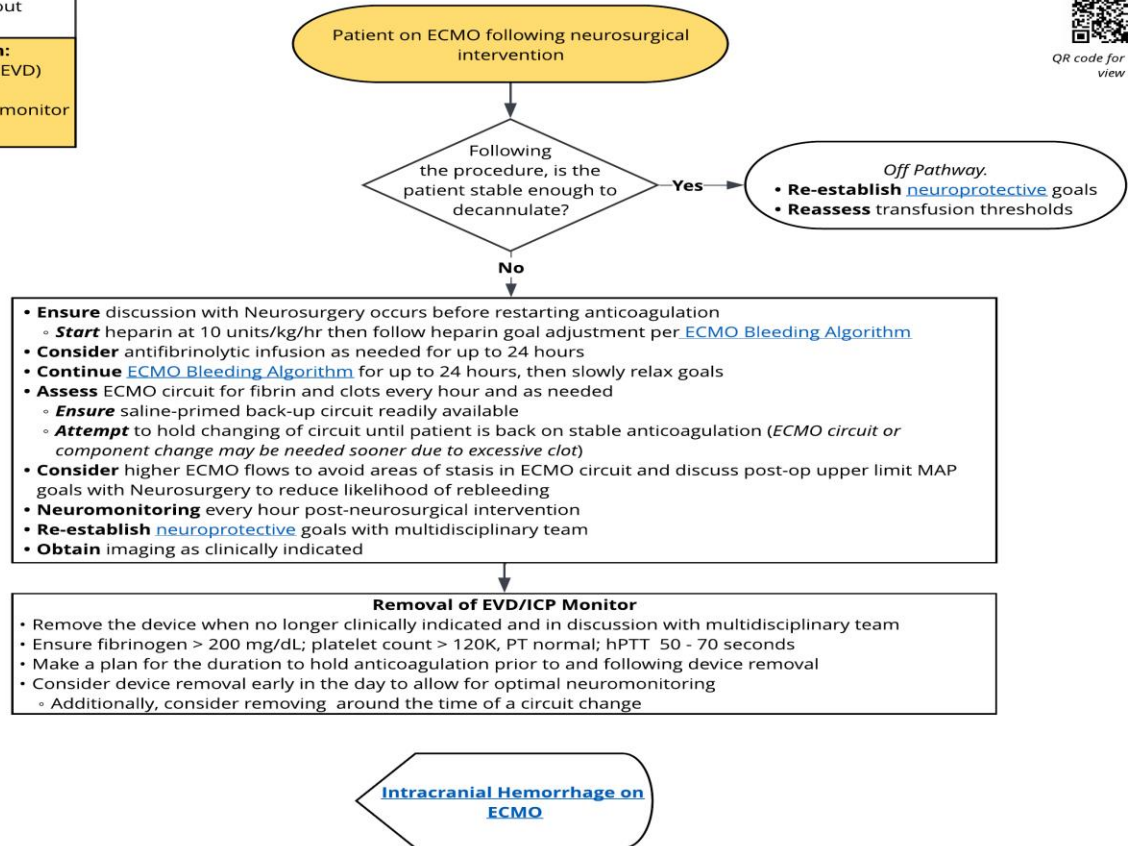 out
n:
EVD)
monitor
QR code for
view
Patient on ECMO following neurosurgical
intervention
Following
the procedure, is the
patient stable enough to
decannulate?
Yes
Off Pathway.
• Re-establish neuroprotective goals
• Reassess transfusion thresholds
No
• Ensure discussion with Neurosurgery occurs before restarting anticoagulation
◦ Start heparin at 10 units/kg/hr then follow heparin goal adjustment per ECMO Bleeding Algorithm
• Consider antifibrinolytic infusion as needed for up to 24 hours
• Continue ECMO Bleeding Algorithm for up to 24 hours, then slowly relax goals
• Assess ECMO circuit for fibrin and clots every hour and as needed
◦ Ensure saline-primed back-up circuit readily available
◦ Attempt to hold changing of circuit until patient is back on stable anticoagulation (ECMO circuit or
component change may be needed sooner due to excessive clot)
• Consider higher ECMO flows to avoid areas of stasis in ECMO circuit and discuss post-op upper limit MAP
goals with Neurosurgery to reduce likelihood of rebleeding
• Neuromonitoring every hour post-neurosurgical intervention
• Re-establish neuroprotective goals with multidisciplinary team
• Obtain imaging as clinically indicated
Removal of EVD/ICP Monitor
• Remove the device when no longer clinically indicated and in discussion with multidisciplinary team
• Ensure fibrinogen > 200 mg/dL; platelet count > 120K, PT normal; hPTT 50 - 70 seconds
• Make a plan for the duration to hold anticoagulation prior to and following device removal
• Consider device removal early in the day to allow for optimal neuromonitoring
◦ Additionally, consider removing around the time of a circuit change
Intracranial Hemorrhage on
ECMO